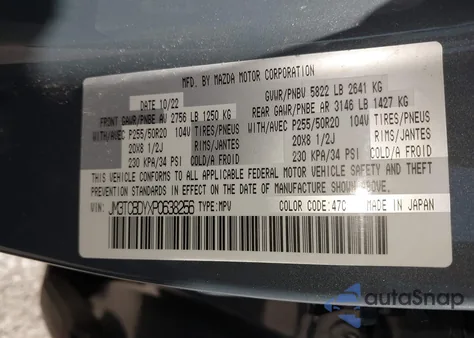 MFD. BY MAZDA MOTOR CORPORATION
DATE 10/22
GVWR/PNBV 5822 LB 2641 KG
FRONT GAWR/PNBE AV 2756 LB 1250 KG
REAR GAWR/PNBE AR 3146 LB 1427 KG
WITH/AVEC P255/50R20 104V TIRES/PNEUS
WITH/AVEC P255/50R20 104V TIRES/PNEUS
20X8 1/2J RIMS/JANTES
20X8 1/2J RIMS/JANTES
230 KPA/34 PSI COLD/A FROID
230 KPA/34 PSI COLD/A FROID
THIS VEHICLE CONFORMS TO ALL APPLICABLE FEDERAL MOTOR VEHICLE SAFETY, BUMPER, AND THEFT
PREVENTION STANDARDS IN EFFECT ON THE DATE OF MANUFACTURE SHOWN ABOVE.
VIN: JM3TCBDYXP0638256 TYPE: MPV COLOR CODE: 47C MADE IN JAPAN
autaSnap